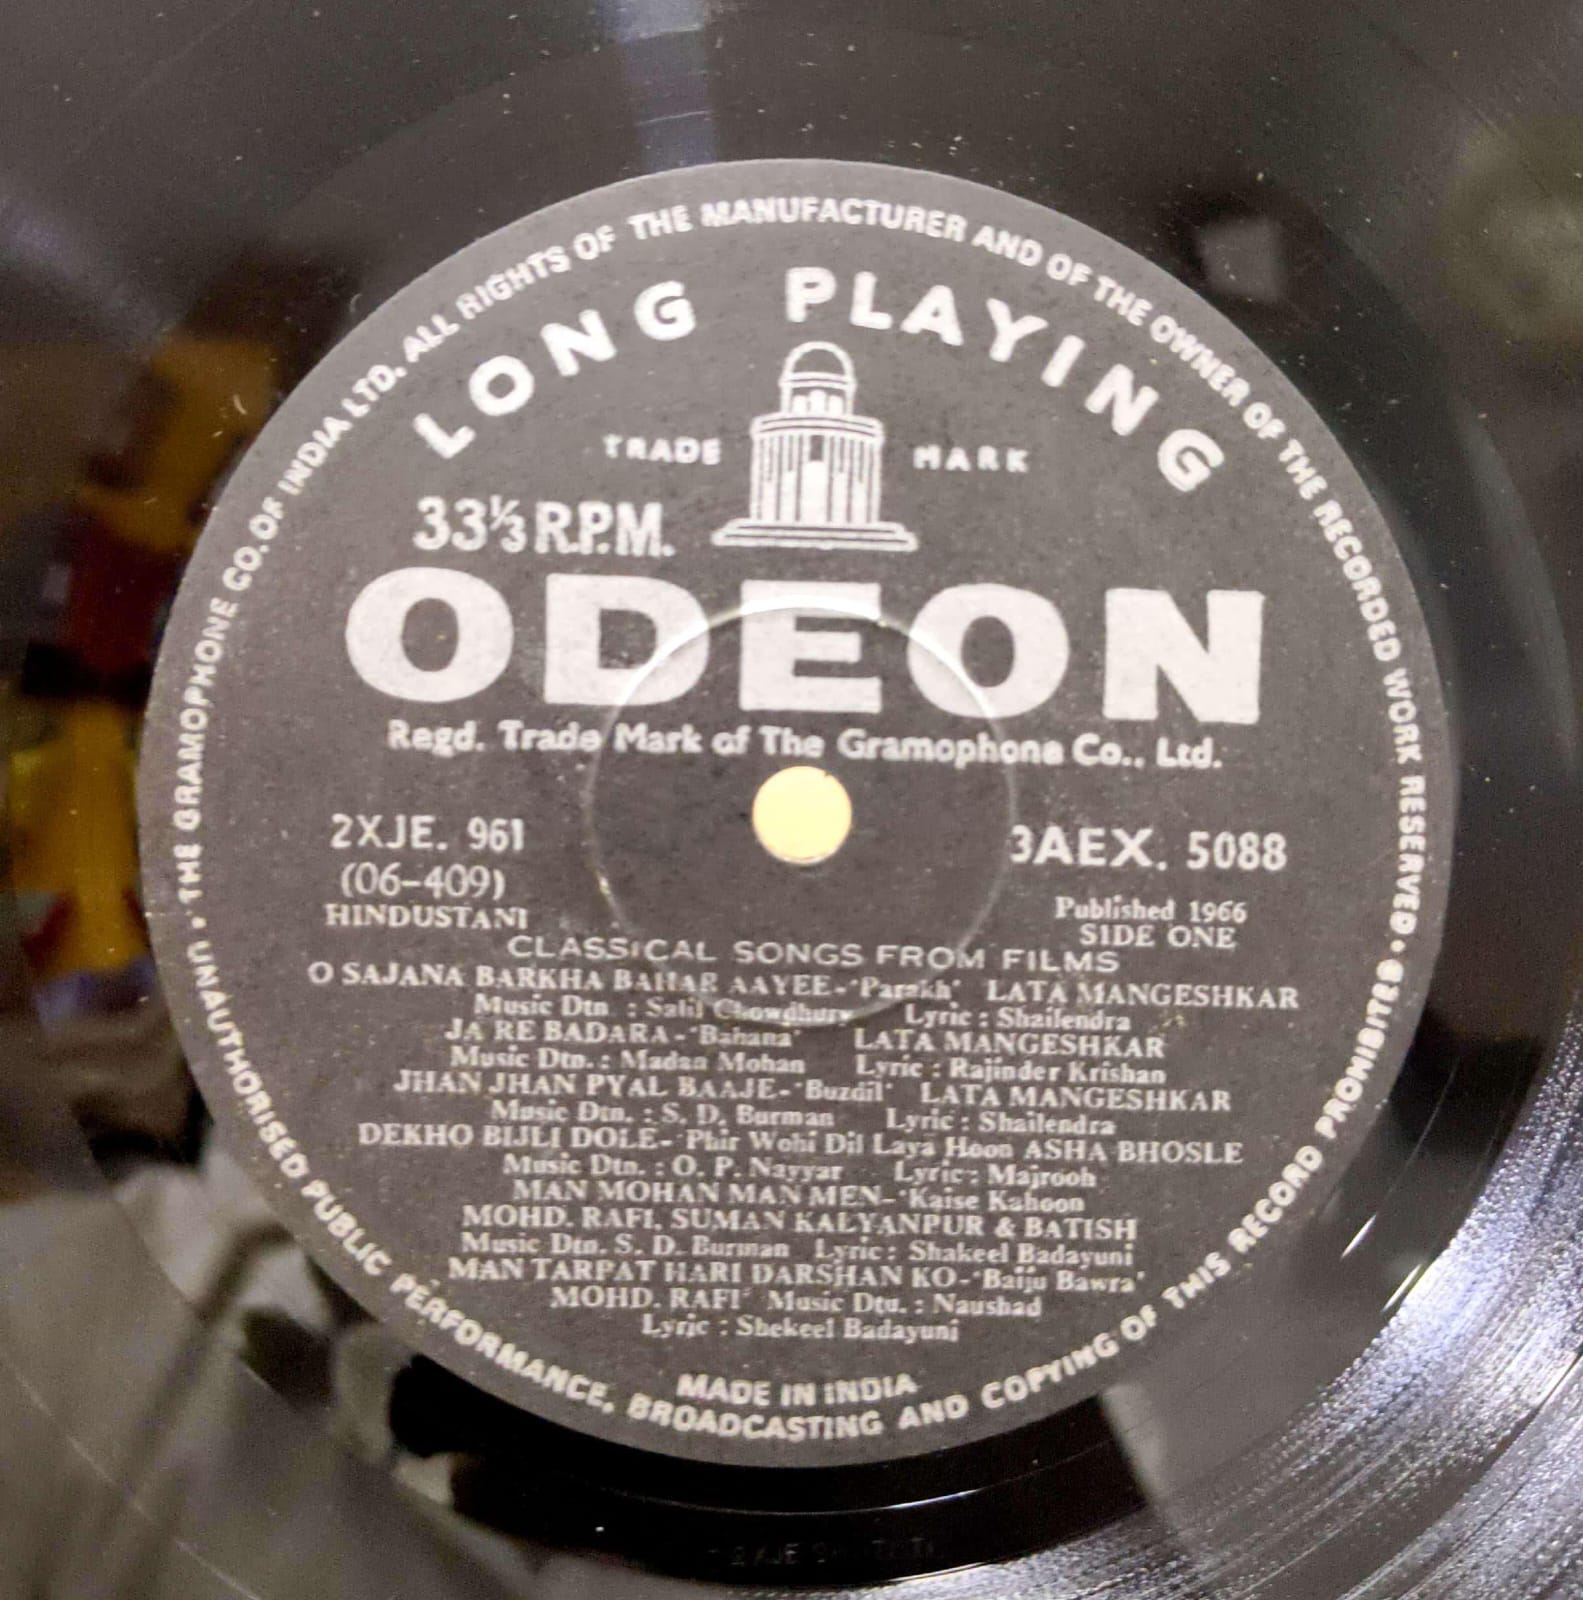 THE GRAMOPHONE CO. OF INDIA LTD. ALL RIGHTS OF THE MANUFACTURER AND OF THE OWNER OF THE RECORDED WORK RESERVED • UNAUTHORISED PUBLIC PERFORMANCE, BROADCASTING AND COPYING OF THIS RECORD PROHIBITED •
LONG PLAYING
TRADE MARK
33⅓ R.P.M.
ODEON
Regd. Trade Mark of The Gramophone Co., Ltd.
2XJE. 961 3AEX. 5088
(06-409) Published 1966
HINDUSTANI SIDE ONE
CLASSICAL SONGS FROM FILMS
O SAJANA BARKHA BAHAR AAYEE-'Parakh' LATA MANGESHKAR
Music Dtn. : Salil Chowdhury Lyric : Shailendra
JA RE BADARA-'Bahana' LATA MANGESHKAR
Music Dtn. : Madan Mohan Lyric : Rajinder Krishan
JHAN JHAN PYAL BAAJE-'Buzdil' LATA MANGESHKAR
Music Dtn. : S. D. Burman Lyric : Shailendra
DEKHO BIJLI DOLE-'Phir Wohi Dil Laya Hoon ASHA BHOSLE
Music Dtn. : O. P. Nayyar Lyric : Majrooh
MAN MOHAN MAN MEN-'Kaise Kahoon
MOHD. RAFI, SUMAN KALYANPUR & BATISH
Music Dtn. S. D. Burman Lyric : Shakeel Badayuni
MAN TARPAT HARI DARSHAN KO-'Baiju Bawra'
MOHD. RAFI Music Dtn. : Naushad
Lyric : Shekeel Badayuni
MADE IN INDIA